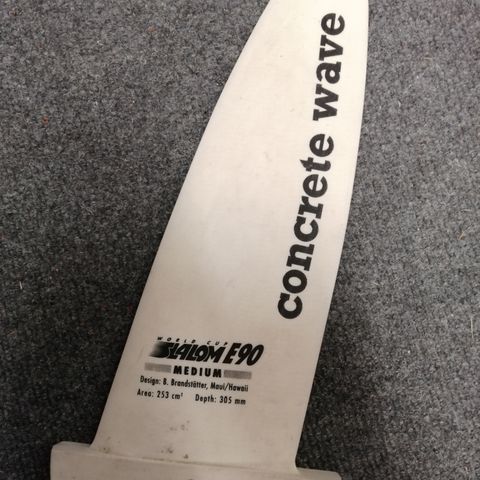 concrete wave
WORLD CUP
SLALOM E90
MEDIUM
Design: B. Brandstätter, Maui/Hawaii
Area: 253 cm² Depth: 305 mm